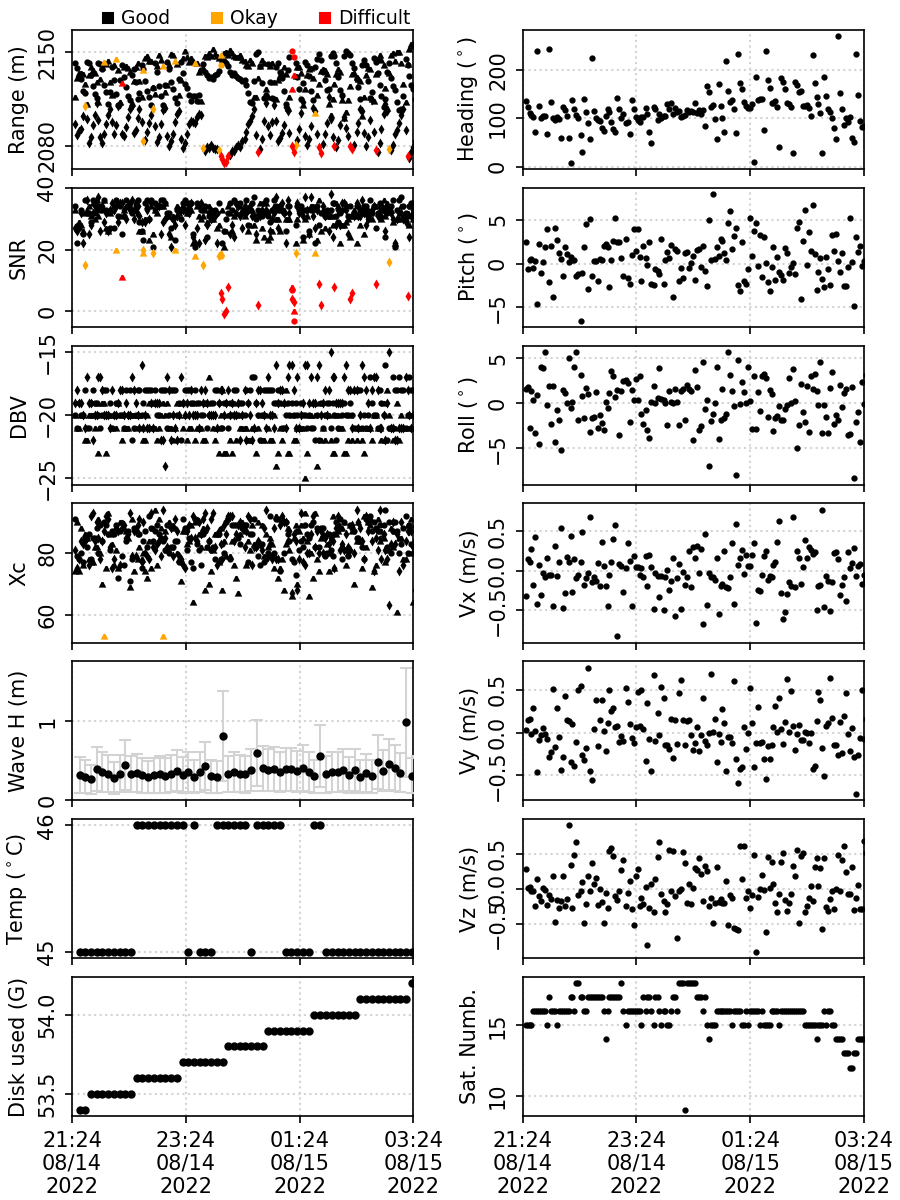 Good Okay Difficult
Range (m)
2150
2080
Heading (°)
200
100
0
SNR
40
20
0
Pitch (°)
5
0
−5
DBV
−15
−20
−25
Roll (°)
5
0
−5
Xc
80
60
Vx (m/s)
0.5
0.0
−0.5
Wave H (m)
1
0
Vy (m/s)
0.5
0.0
−0.5
Temp (°C)
46
45
Vz (m/s)
0.5
0.0
−0.5
Disk used (G)
54.0
53.5
Sat. Numb.
15
10
21:24 23:24 01:24 03:24
08/14 08/14 08/15 08/15
2022 2022 2022 2022
21:24 23:24 01:24 03:24
08/14 08/14 08/15 08/15
2022 2022 2022 2022